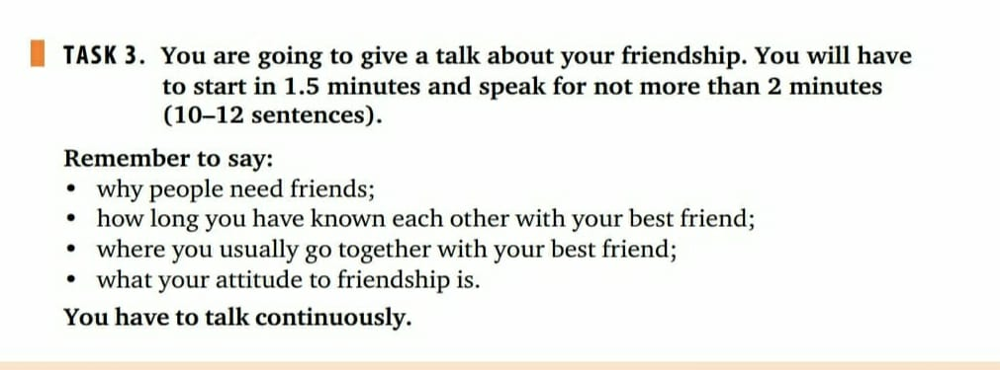 TASK 3. You are going to give a talk about your friendship. You will have
to start in 1.5 minutes and speak for not more than 2 minutes
(10–12 sentences).
Remember to say:
• why people need friends;
• how long you have known each other with your best friend;
• where you usually go together with your best friend;
• what your attitude to friendship is.
You have to talk continuously.